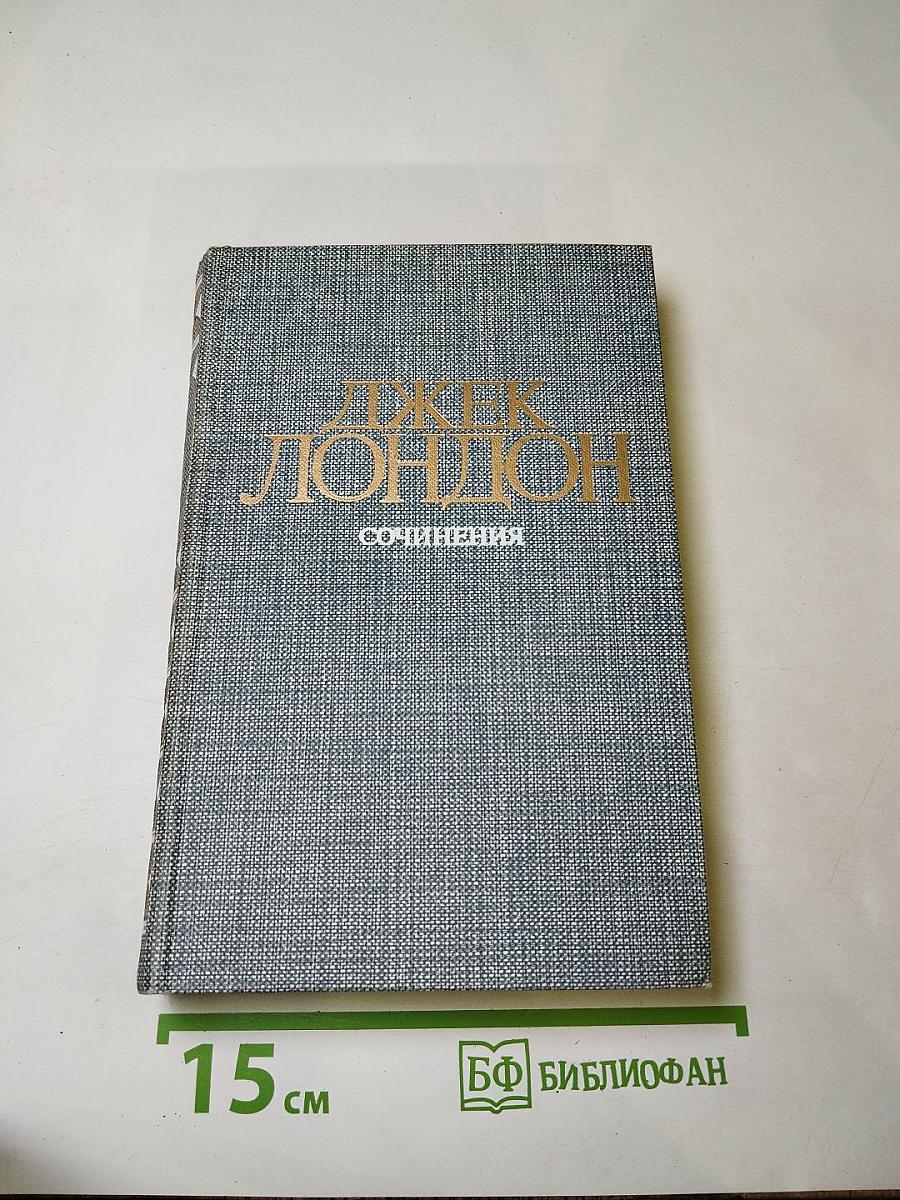 ДЖЕК
ЛОНДОН
СОЧИНЕНИЯ
15 см
БФ БИБЛИОФАН